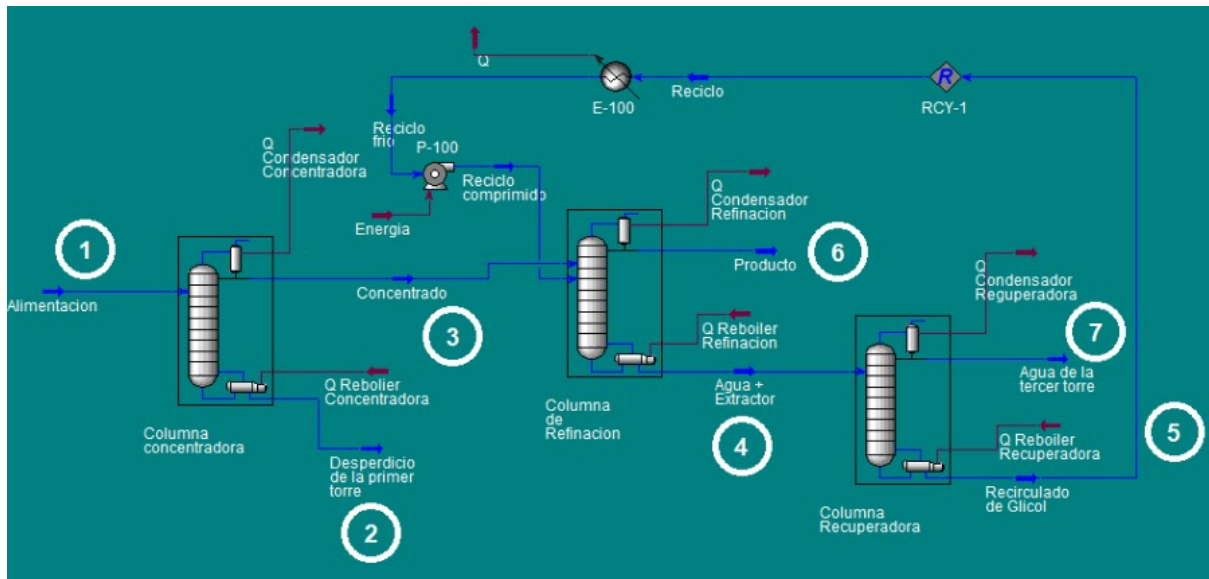 Q
E-100
Reciclo
R
RCY-1
Q
Condensador
Concentradora
Reciclo
frio
P-100
Reciclo
comprimido
Energia
Q
Condensador
Refinacion
1
Alimentacion
Concentrado
3
Producto
6
Q Rebolier
Concentradora
Q Reboiler
Refinacion
Q
Condensador
Reguperadora
7
Agua de la
tercer torre
Columna
concentradora
Columna
de
Refinacion
Agua +
Extractor
4
5
Desperdicio
de la primer
torre
2
Q Reboiler
Recuperadora
Recirculado
de Glicol
Columna
Recuperadora